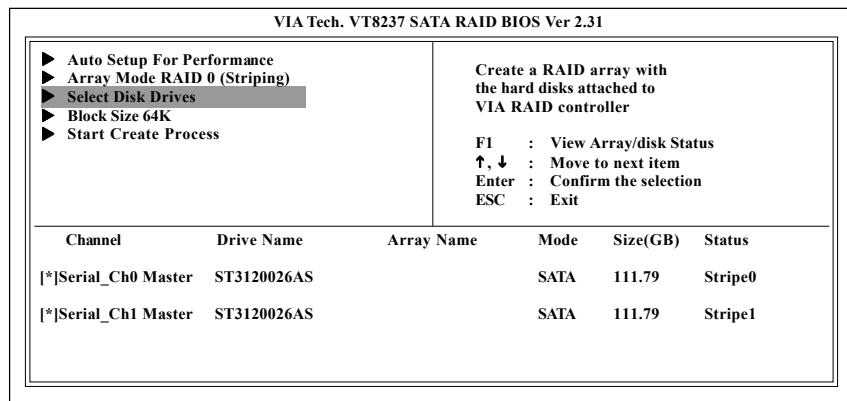 VIA Tech. VT8237 SATA RAID BIOS Ver 2.31
Auto Setup For Performance
Array Mode RAID 0 (Striping)
Select Disk Drives
Block Size 64K
Start Create Process
Create a RAID array with
the hard disks attached to
VIA RAID controller
F1 : View Array/disk Status
↑, ↓ : Move to next item
Enter : Confirm the selection
ESC : Exit
Channel Drive Name Array Name Mode Size(GB) Status
[*]Serial_Ch0 Master ST3120026AS SATA 111.79 Stripe0
[*]Serial_Ch1 Master ST3120026AS SATA 111.79 Stripe1